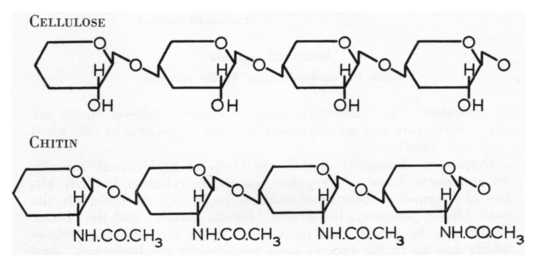 CELLULOSE
O O O O O O O O
H H H H
OH OH OH OH
CHITIN
O O O O O O O O
H H H H
NH.CO.CH3 NH.CO.CH3 NH.CO.CH3 NH.CO.CH3